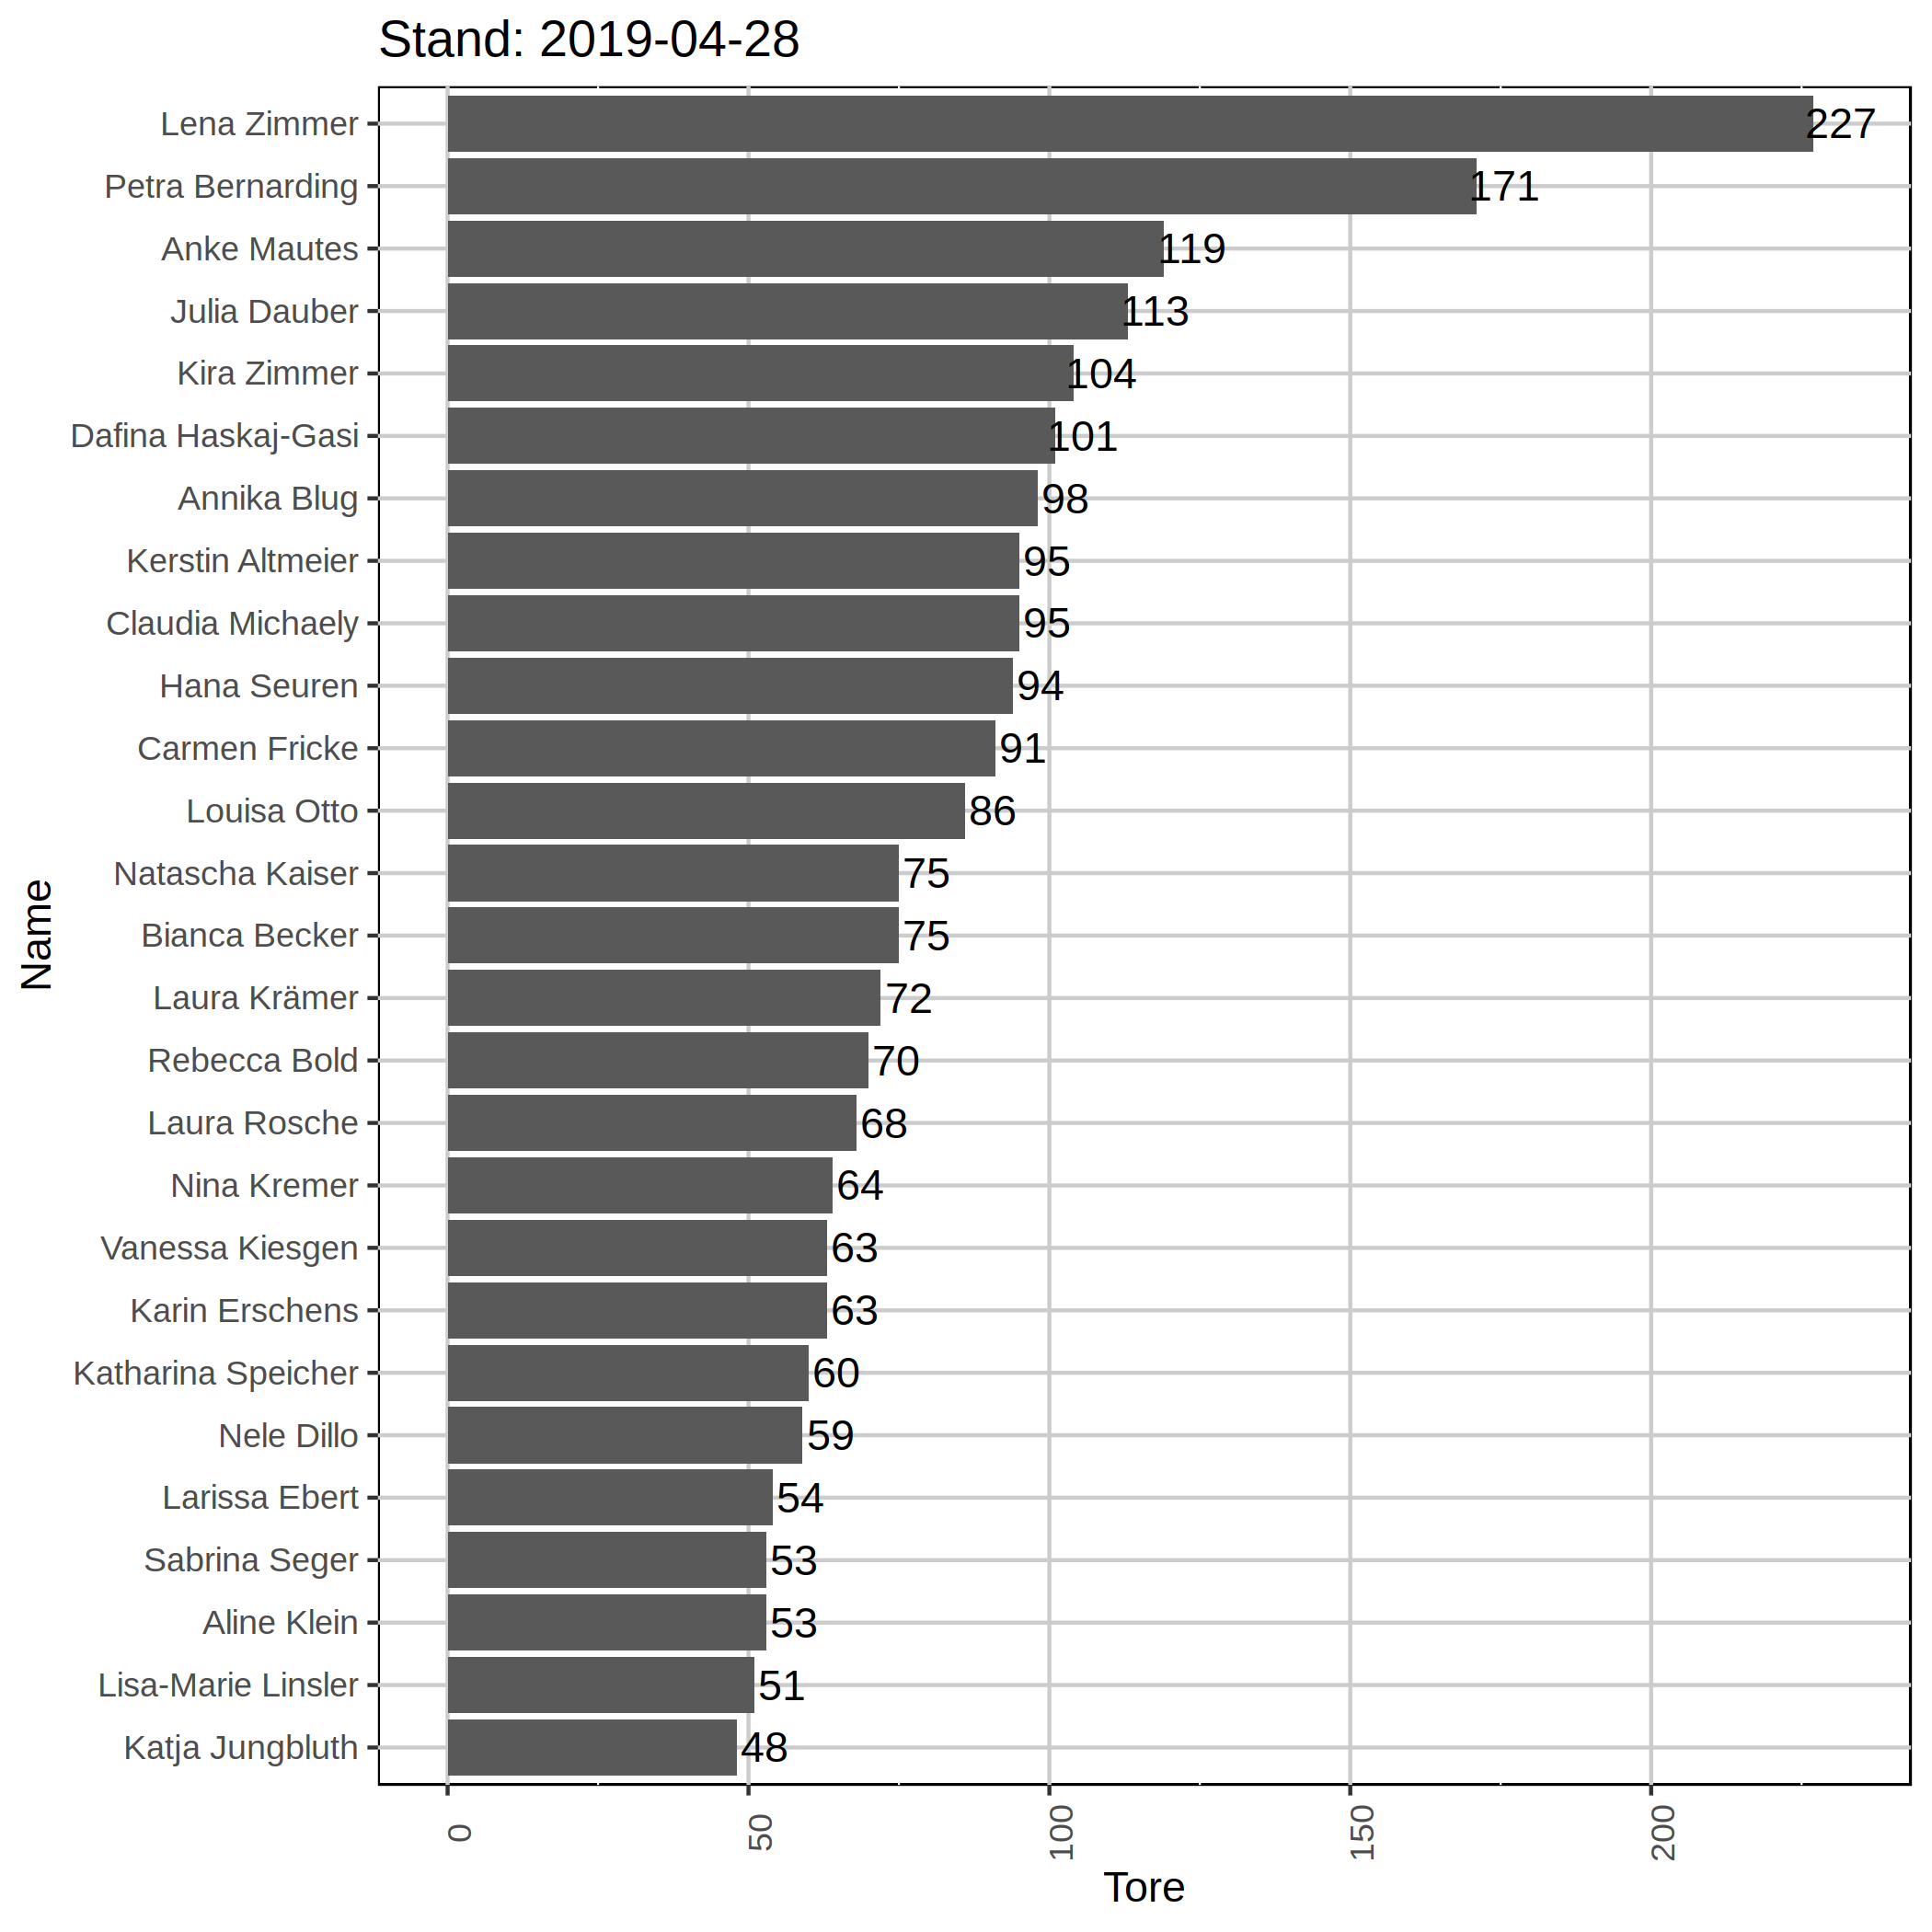 Stand: 2019-04-28
Lena Zimmer 227
Petra Bernarding 171
Anke Mautes 119
Julia Dauber 113
Kira Zimmer 104
Dafina Haskaj-Gasi 101
Annika Blug 98
Kerstin Altmeier 95
Claudia Michaely 95
Hana Seuren 94
Carmen Fricke 91
Louisa Otto 86
Natascha Kaiser 75
Bianca Becker 75
Laura Krämer 72
Rebecca Bold 70
Laura Rosche 68
Nina Kremer 64
Vanessa Kiesgen 63
Karin Erschens 63
Katharina Speicher 60
Nele Dillo 59
Larissa Ebert 54
Sabrina Seger 53
Aline Klein 53
Lisa-Marie Linsler 51
Katja Jungbluth 48
Name
0 50 100 150 200
Tore